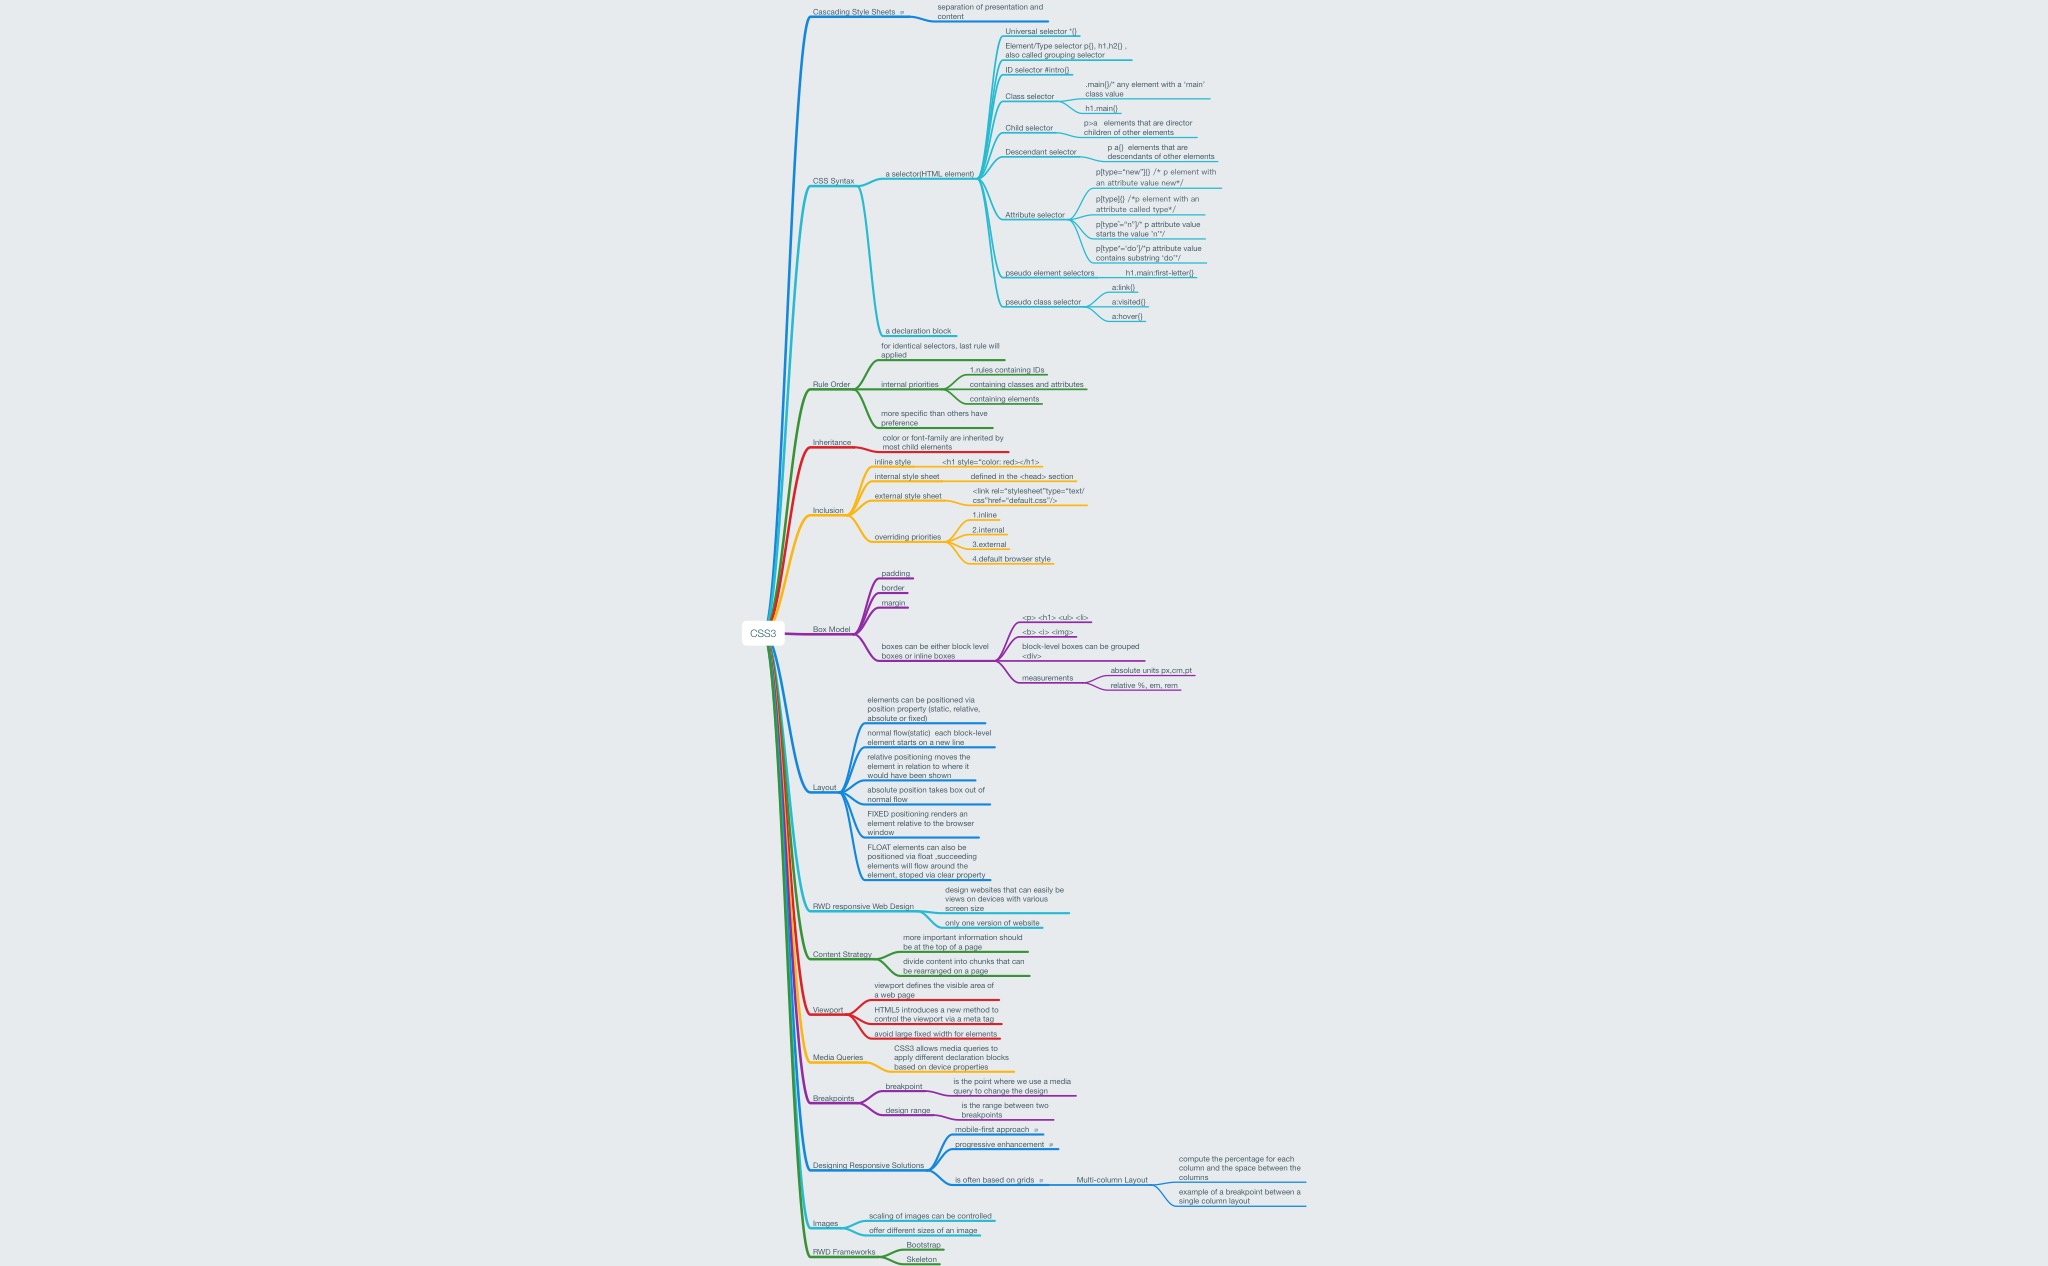 Cascading Style Sheets
separation of presentation and
content
Universal selector *{}
Element/Type selector p{}, h1,h2{} ,
also called grouping selector
ID selector #intro{}
Class selector
.main{}/* any element with a 'main'
class value
h1.main{}
Child selector
p>a elements that are director
children of other elements
Descendant selector
p a{} elements that are
descendants of other elements
CSS Syntax
a selector(HTML element)
p[type="new"]{} /* p element with
an attribute value new*/
p[type]{} /*p element with an
attribute called type*/
Attribute selector
p[type^="n"]/* p attribute value
starts the value 'n'*/
p[type*='do']/*p attribute value
contains substring 'do'*/
pseudo element selectors
h1.main:first-letter{}
pseudo class selector
a:link{}
a:visited{}
a:hover{}
a declaration block
for identical selectors, last rule will
applied
Rule Order
internal priorities
1.rules containing IDs
containing classes and attributes
containing elements
more specific than others have
preference
Inheritance
color or font-family are inherited by
most child elements
Inclusion
inline style
<h1 style="color: red></h1>
internal style sheet
defined in the <head> section
external style sheet
<link rel="stylesheet"type="text/
css"href="default.css"/>
overriding priorities
1.inline
2.internal
3.external
4.default browser style
CSS3
Box Model
padding
border
margin
boxes can be either block level
boxes or inline boxes
<p> <h1> <ul> <li>
<b> <i> <img>
block-level boxes can be grouped
<div>
measurements
absolute units px,cm,pt
relative %, em, rem
Layout
elements can be positioned via
position property (static, relative,
absolute or fixed)
normal flow(static) each block-level
element starts on a new line
relative positioning moves the
element in relation to where it
would have been shown
absolute position takes box out of
normal flow
FIXED positioning renders an
element relative to the browser
window
FLOAT elements can also be
positioned via float ,succeeding
elements will flow around the
element, stoped via clear property
RWD responsive Web Design
design websites that can easily be
views on devices with various
screen size
only one version of website
Content Strategy
more important information should
be at the top of a page
divide content into chunks that can
be rearranged on a page
Viewport
viewport defines the visible area of
a web page
HTML5 introduces a new method to
control the viewport via a meta tag
avoid large fixed width for elements
Media Queries
CSS3 allows media queries to
apply different declaration blocks
based on device properties
Breakpoints
breakpoint
is the point where we use a media
query to change the design
design range
is the range between two
breakpoints
Designing Responsive Solutions
mobile-first approach
progressive enhancement
is often based on grids
Multi-column Layout
compute the percentage for each
column and the space between the
columns
example of a breakpoint between a
single column layout
Images
scaling of images can be controlled
offer different sizes of an image
RWD Frameworks
Bootstrap
Skeleton